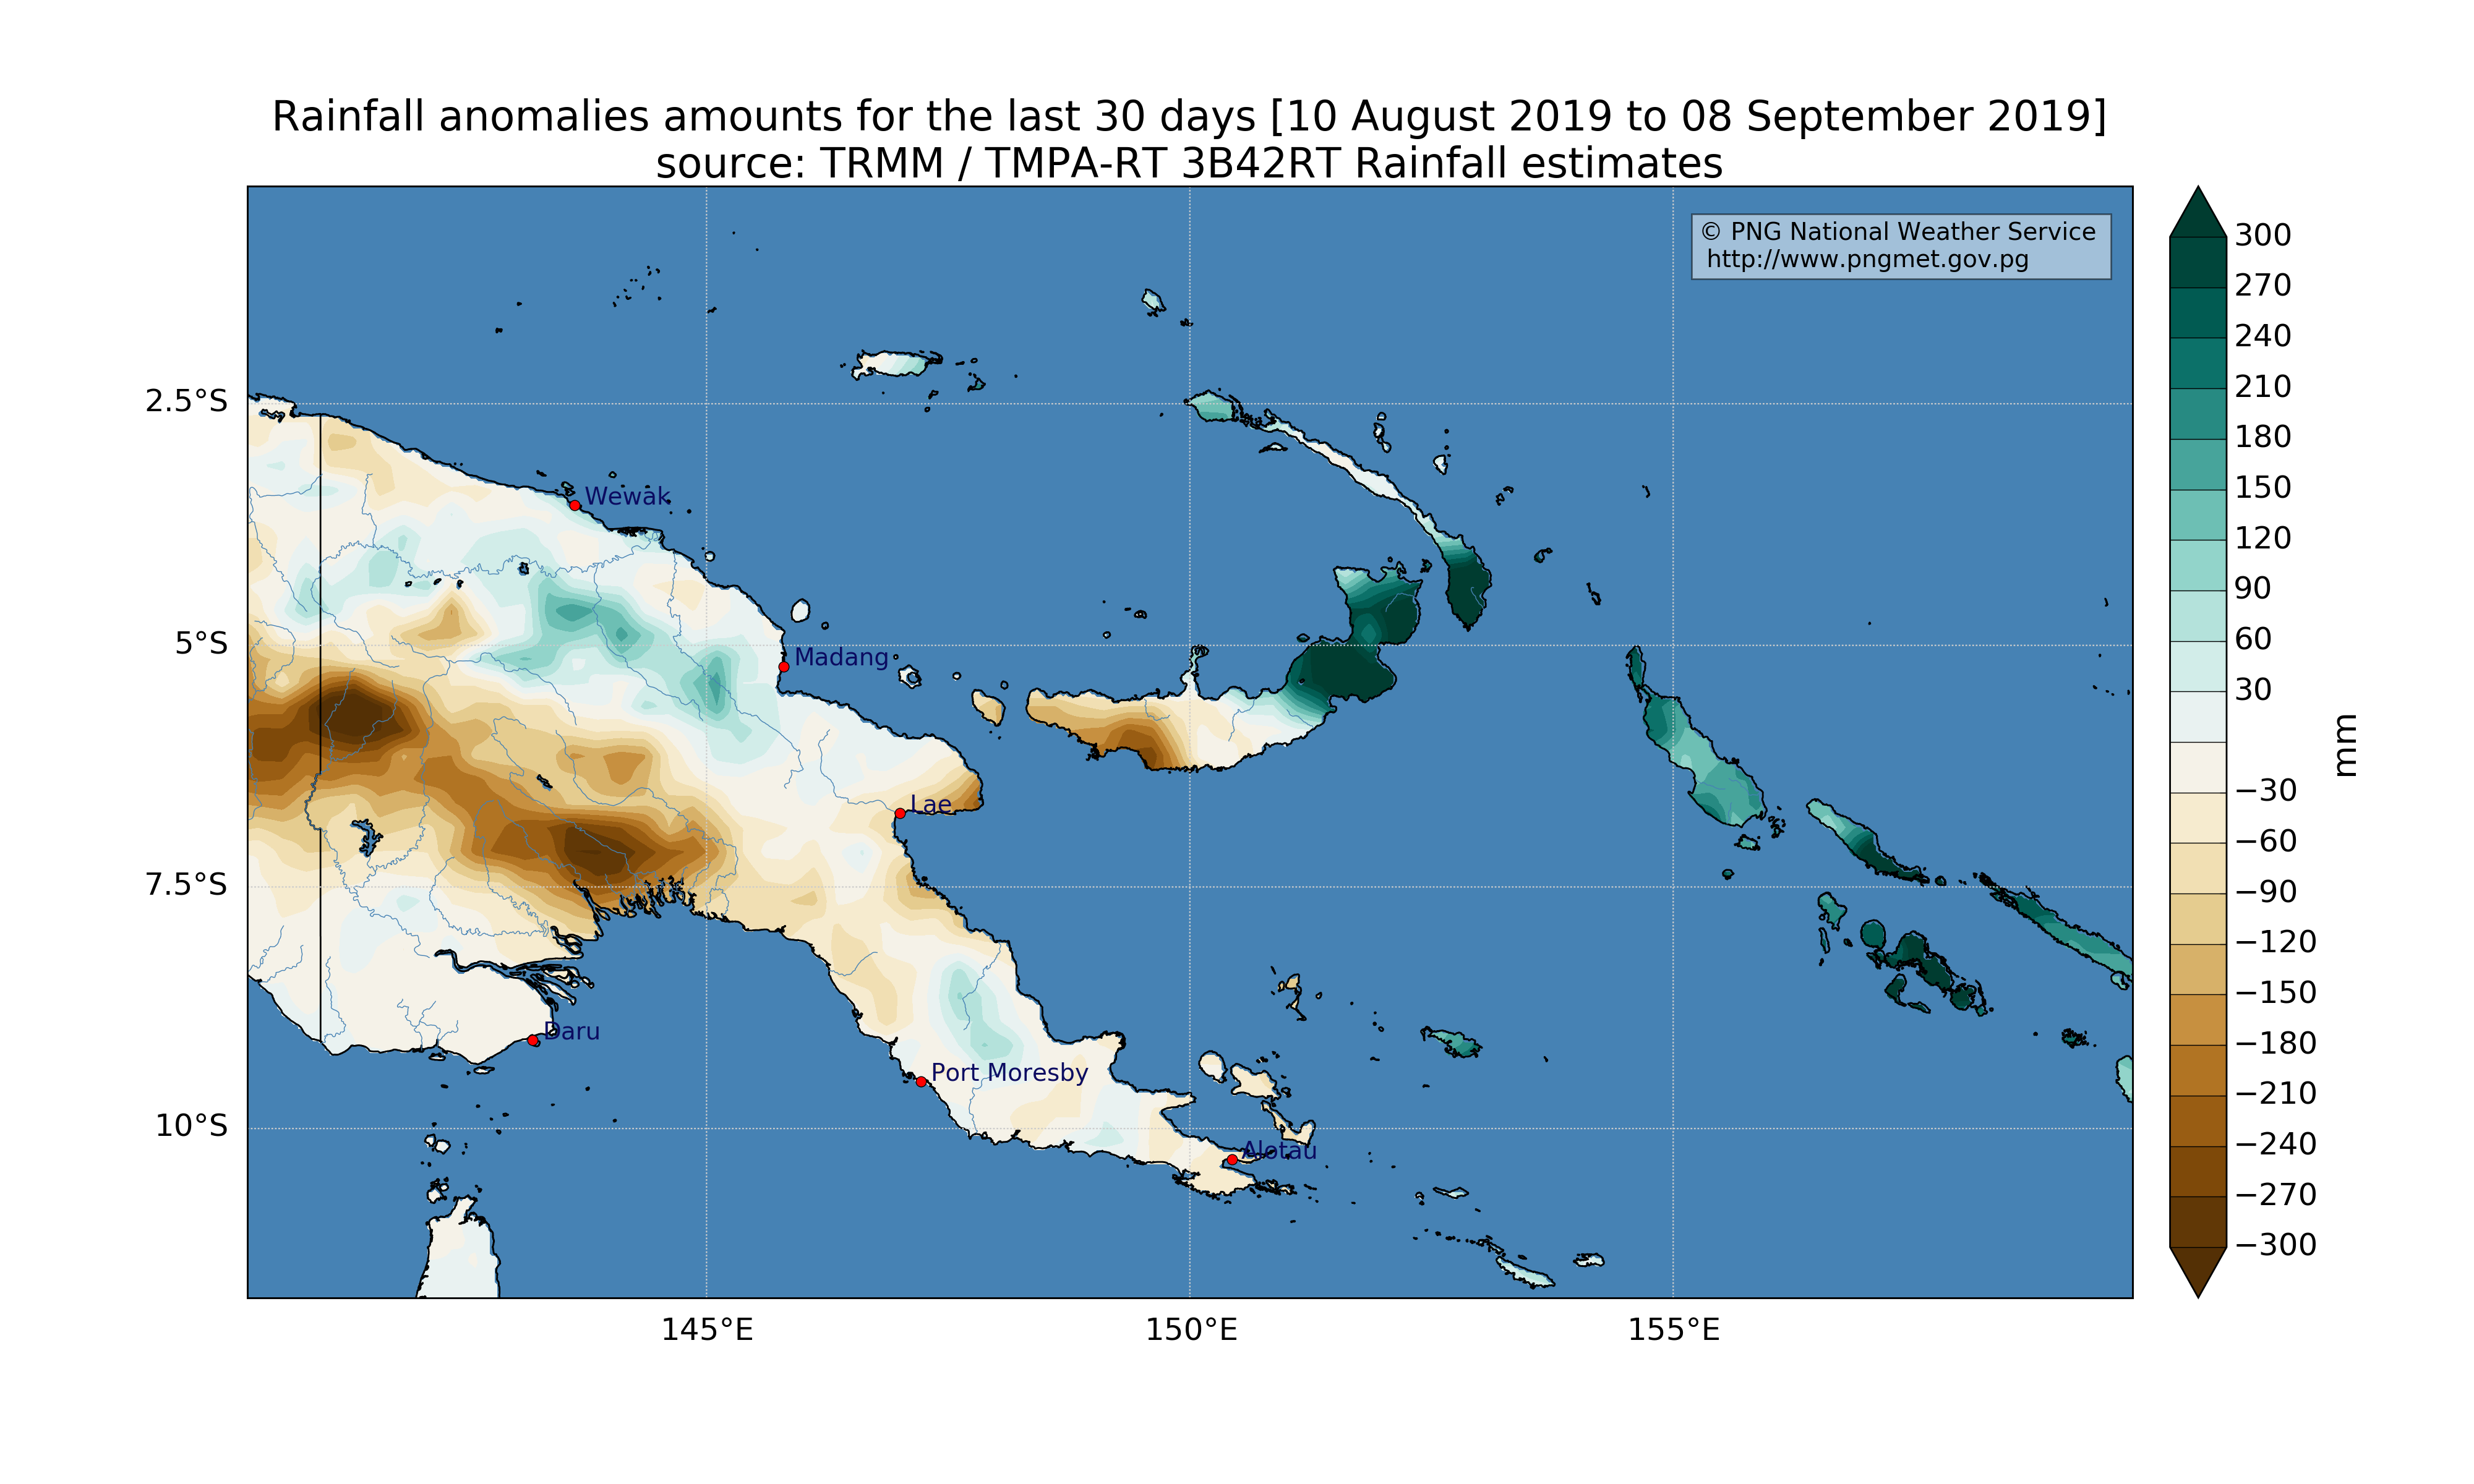 Rainfall anomalies amounts for the last 30 days [10 August 2019 to 08 September 2019]
source: TRMM / TMPA-RT 3B42RT Rainfall estimates
© PNG National Weather Service
http://www.pngmet.gov.pg
2.5°S
5°S
7.5°S
10°S
Wewak
Madang
Lae
Daru
Port Moresby
Alotau
145°E
150°E
155°E
300
270
240
210
180
150
120
90
60
30
−30
−60
−90
−120
−150
−180
−210
−240
−270
−300
mm